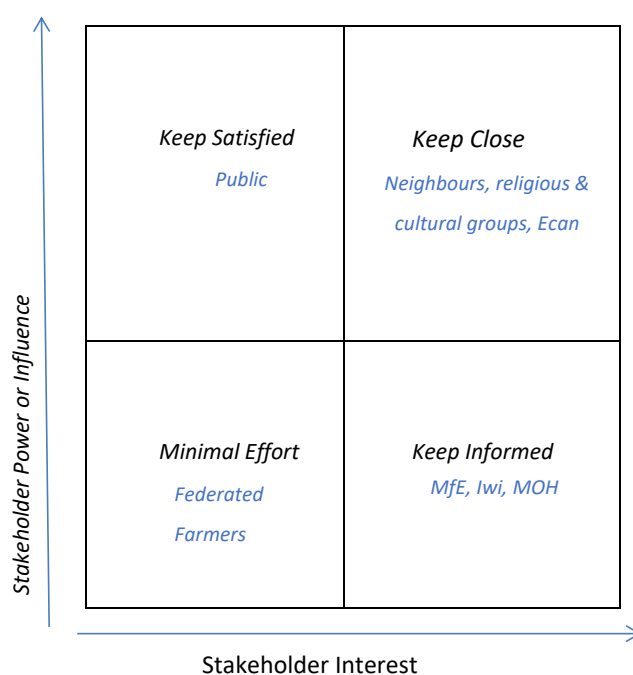 Keep Satisfied
Public
Keep Close
Neighbours, religious &
cultural groups, Ecan
Stakeholder Power or Influence
Minimal Effort
Federated
Farmers
Keep Informed
MfE, Iwi, MOH
Stakeholder Interest